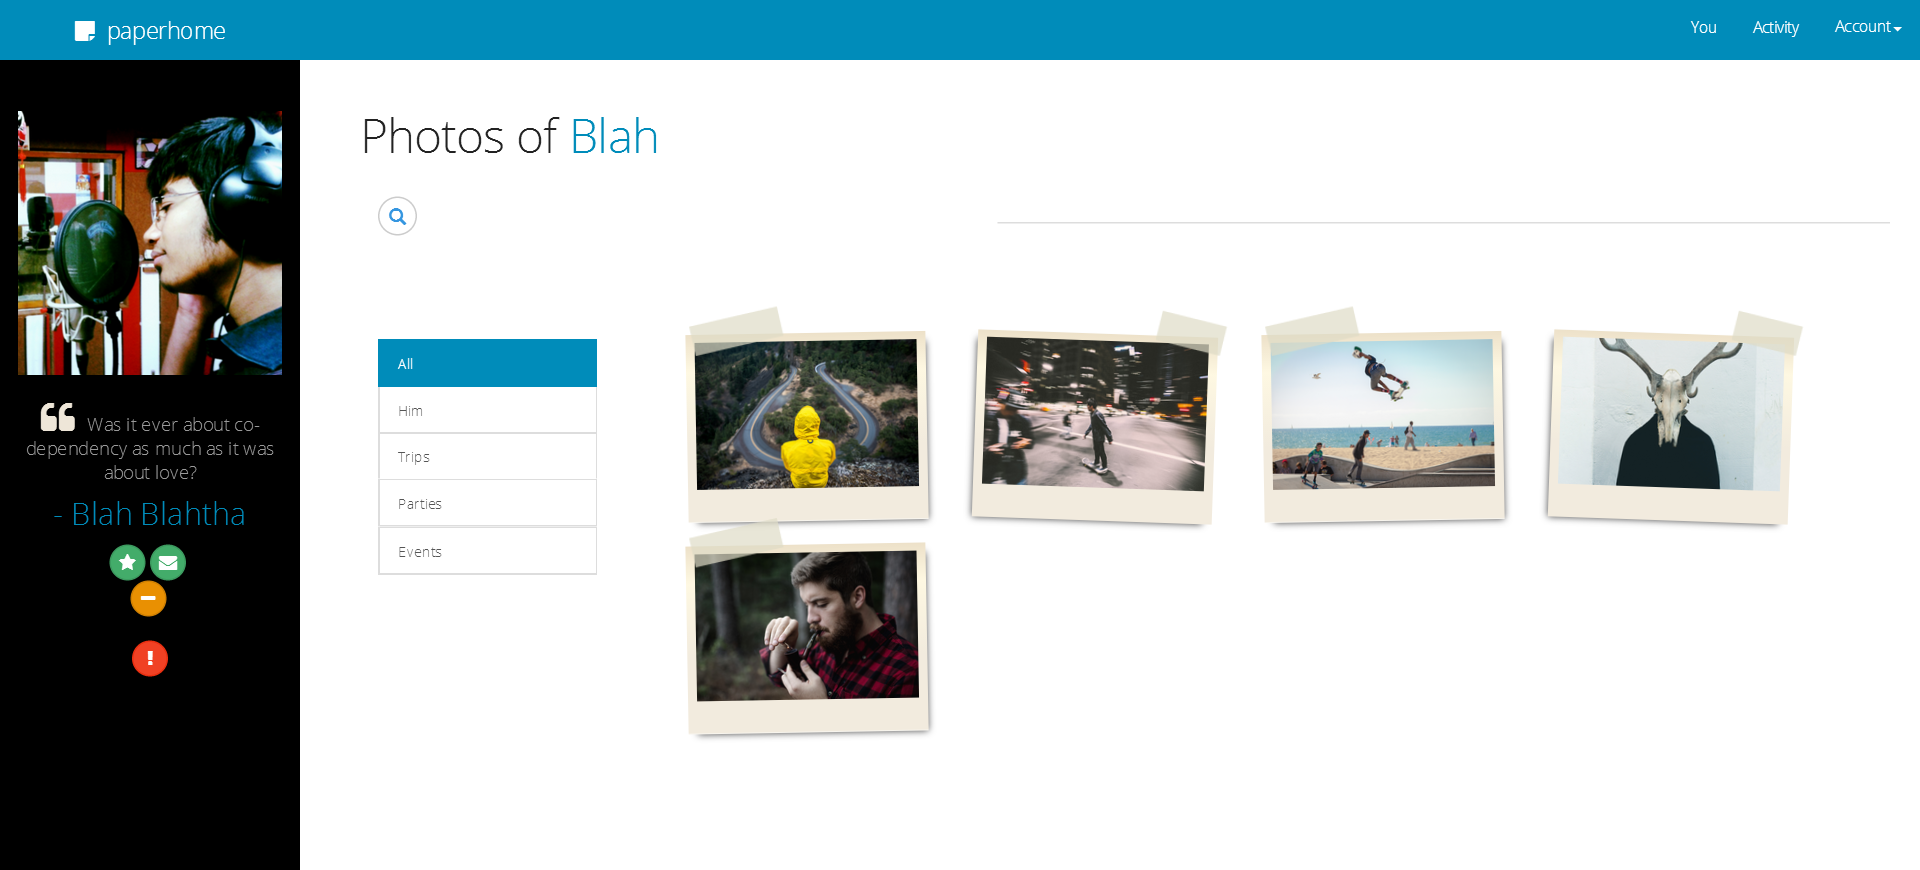 paperhome
You
Activity
Account
Photos of Blah
Was it ever about co-
dependency as much as it was
about love?
- Blah Blahtha
All
Him
Trips
Parties
Events